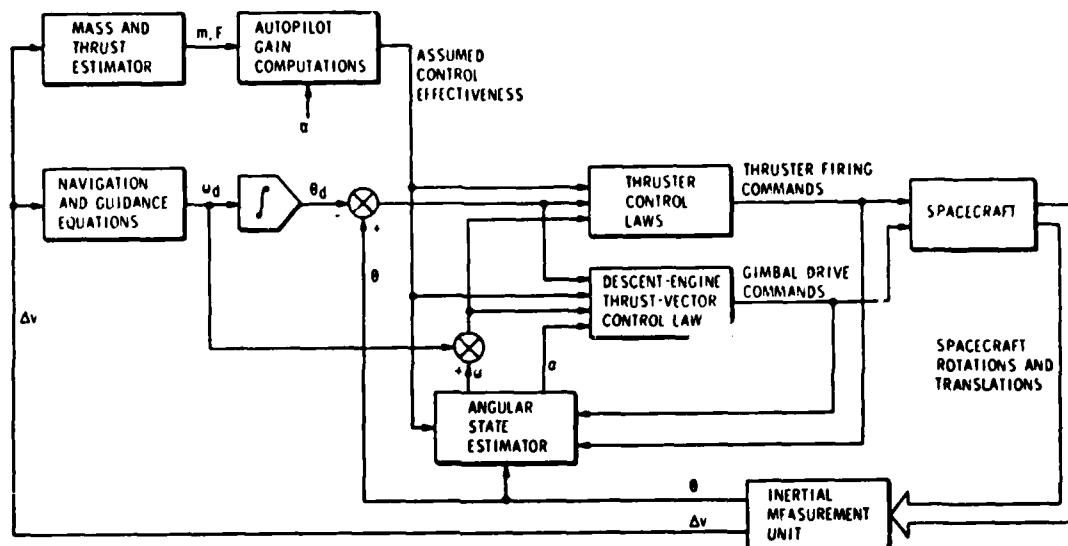 MASS AND
THRUST
ESTIMATOR
m, F
AUTOPILOT
GAIN
COMPUTATIONS
α
ASSUMED
CONTROL
EFFECTIVENESS
NAVIGATION
AND GUIDANCE
EQUATIONS
ω_d
∫
θ_d
-
+
θ
THRUSTER
CONTROL
LAWS
THRUSTER FIRING
COMMANDS
SPACECRAFT
DESCENT-ENGINE
THRUST-VECTOR
CONTROL LAW
GIMBAL DRIVE
COMMANDS
Δv
-
+
ω
α
SPACECRAFT
ROTATIONS AND
TRANSLATIONS
ANGULAR
STATE
ESTIMATOR
θ
Δv
INERTIAL
MEASUREMENT
UNIT